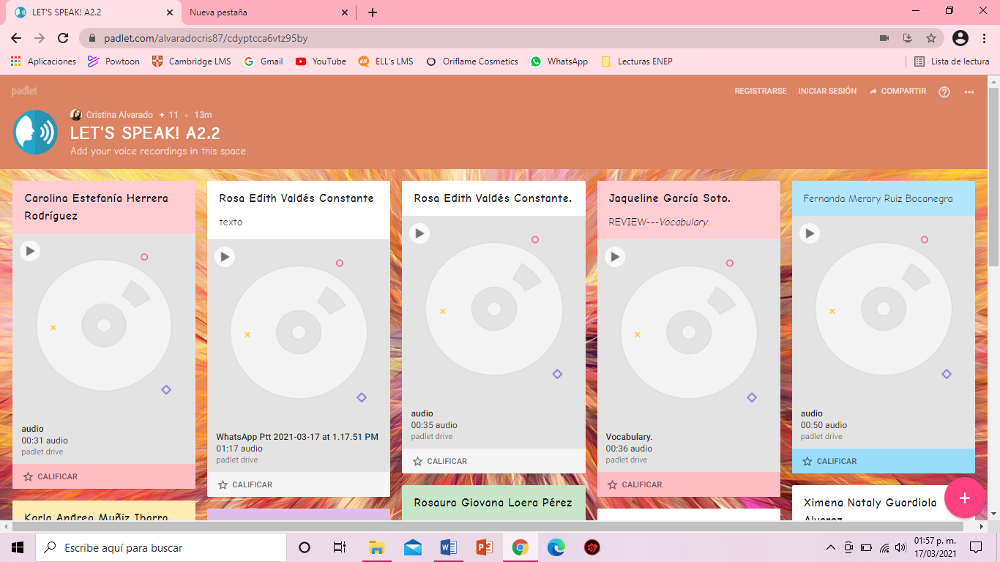 LET'S SPEAK! A2.2
Nueva pestaña
padlet.com/alvaradocris87/cdyptcca6vtz95by
Aplicaciones
Powtoon
Cambridge LMS
Gmail
YouTube
ELL's LMS
Oriflame Cosmetics
WhatsApp
Lecturas ENEP
Lista de lectura
padlet
REGISTRARSE
INICIAR SESIÓN
COMPARTIR
Cristina Alvarado + 11 • 13m
LET'S SPEAK! A2.2
Add your voice recordings in this space.
Carolina Estefanía Herrera
Rodríguez
audio
00:31 audio
padlet drive
CALIFICAR
Karla Andrea Muñiz Ibarra
Rosa Edith Valdés Constante
texto
WhatsApp Ptt 2021-03-17 at 1.17.51 PM
01:17 audio
padlet drive
CALIFICAR
Rosa Edith Valdés Constante.
audio
00:35 audio
padlet drive
CALIFICAR
Rosaura Giovana Loera Pérez
Jaqueline García Soto.
REVIEW---Vocabulary.
Vocabulary.
00:36 audio
padlet drive
CALIFICAR
Fernanda Merary Ruiz Bocanegra
audio
00:50 audio
padlet drive
CALIFICAR
Ximena Nataly Guardiola
Alvarez
Escribe aquí para buscar
01:57 p. m.
17/03/2021